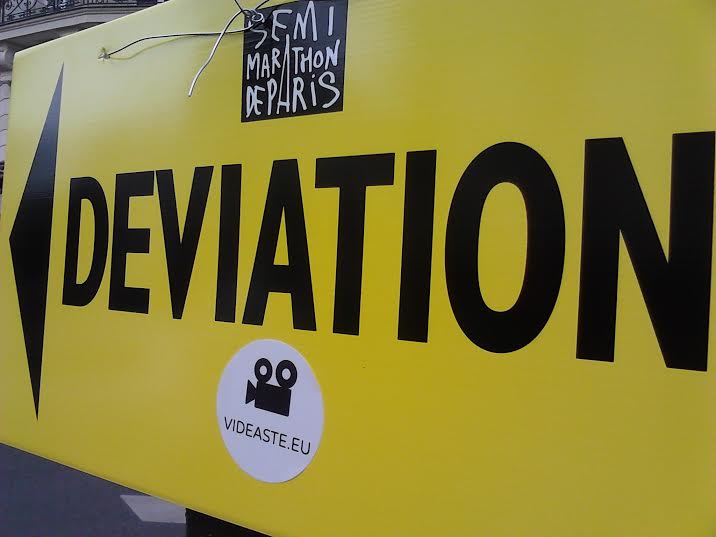 SEMI
MARATHON
DE PARIS
DEVIATION
VIDEASTE.EU